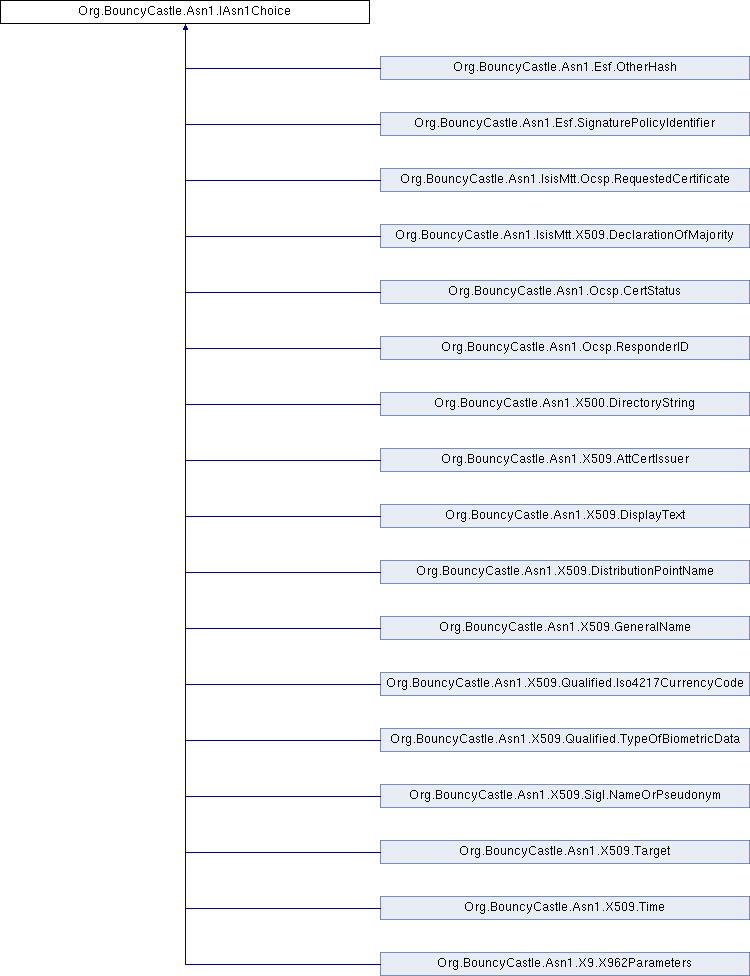 Org.BouncyCastle.Asn1.IAsn1Choice
Org.BouncyCastle.Asn1.Esf.OtherHash
Org.BouncyCastle.Asn1.Esf.SignaturePolicyIdentifier
Org.BouncyCastle.Asn1.IsisMtt.Ocsp.RequestedCertificate
Org.BouncyCastle.Asn1.IsisMtt.X509.DeclarationOfMajority
Org.BouncyCastle.Asn1.Ocsp.CertStatus
Org.BouncyCastle.Asn1.Ocsp.ResponderID
Org.BouncyCastle.Asn1.X500.DirectoryString
Org.BouncyCastle.Asn1.X509.AttCertIssuer
Org.BouncyCastle.Asn1.X509.DisplayText
Org.BouncyCastle.Asn1.X509.DistributionPointName
Org.BouncyCastle.Asn1.X509.GeneralName
Org.BouncyCastle.Asn1.X509.Qualified.Iso4217CurrencyCode
Org.BouncyCastle.Asn1.X509.Qualified.TypeOfBiometricData
Org.BouncyCastle.Asn1.X509.SigI.NameOrPseudonym
Org.BouncyCastle.Asn1.X509.Target
Org.BouncyCastle.Asn1.X509.Time
Org.BouncyCastle.Asn1.X9.X962Parameters